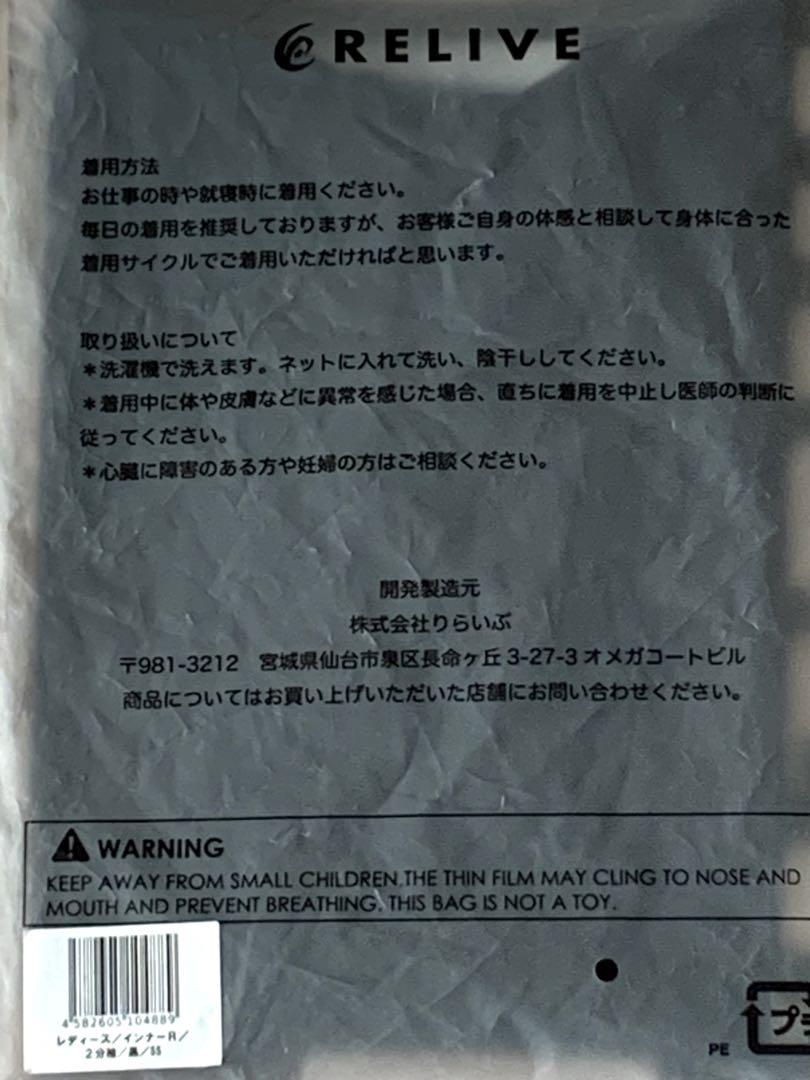 RELIVE
着用方法
お仕事の時や就寝時に着用ください。
毎日の着用を推奨しておりますが、お客様ご自身の体感と相談して身体に合った
着用サイクルでご着用いただければと思います。
取り扱いについて
＊洗濯機で洗えます。ネットに入れて洗い、陰干ししてください。
＊着用中に体や皮膚などに異常を感じた場合、直ちに着用を中止し医師の判断に
従ってください。
＊心臓に障害のある方や妊婦の方はご相談ください。
開発製造元
株式会社りらいぶ
〒981-3212 宮城県仙台市泉区長命ヶ丘 3-27-3 オメガコートビル
商品についてはお買い上げいただいた店舗にお問い合わせください。
WARNING
KEEP AWAY FROM SMALL CHILDREN.THE THIN FILM MAY CLING TO NOSE AND
MOUTH AND PREVENT BREATHING. THIS BAG IS NOT A TOY.
4582605104889
レディース/インナーR/
2分袖/黒/SS
PE
プラ